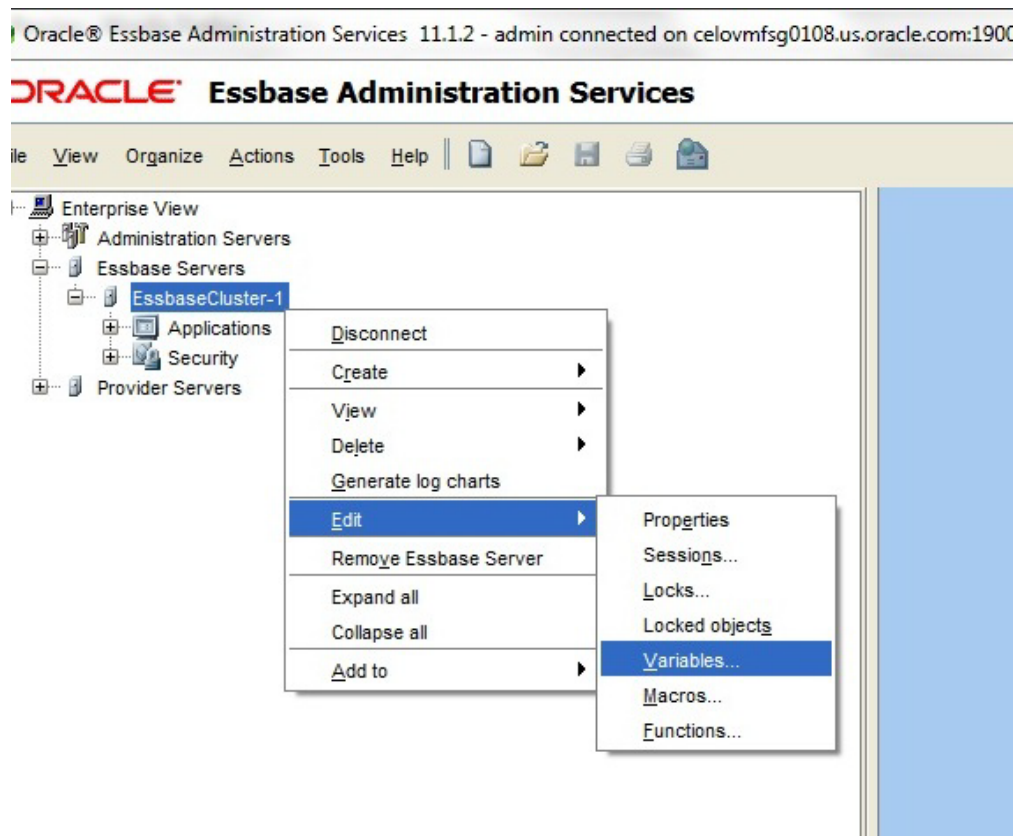 Oracle® Essbase Administration Services 11.1.2 - admin connected on celovmfsg0108.us.oracle.com:1900
ORACLE® Essbase Administration Services
ile View Organize Actions Tools Help
Enterprise View
Administration Servers
Essbase Servers
EssbaseCluster-1
Applications
Security
Provider Servers
Disconnect
Create
View
Delete
Generate log charts
Edit
Remove Essbase Server
Expand all
Collapse all
Add to
Properties
Sessions...
Locks...
Locked objects
Variables...
Macros...
Functions...